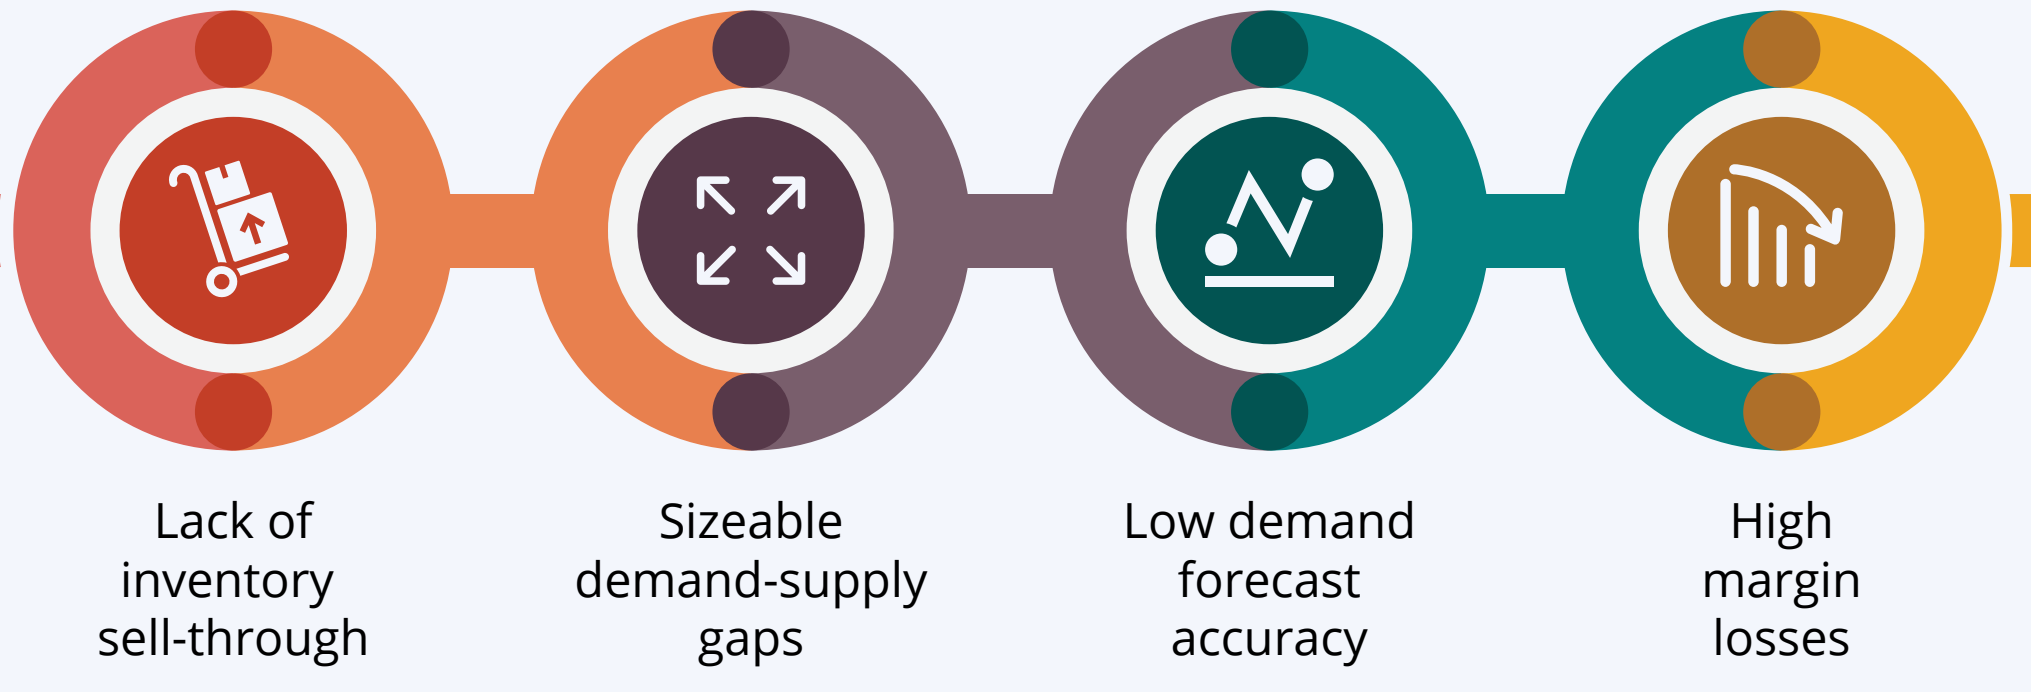 Lack of
inventory
sell-through
Sizeable
demand-supply
gaps
Low demand
forecast
accuracy
High
margin
losses